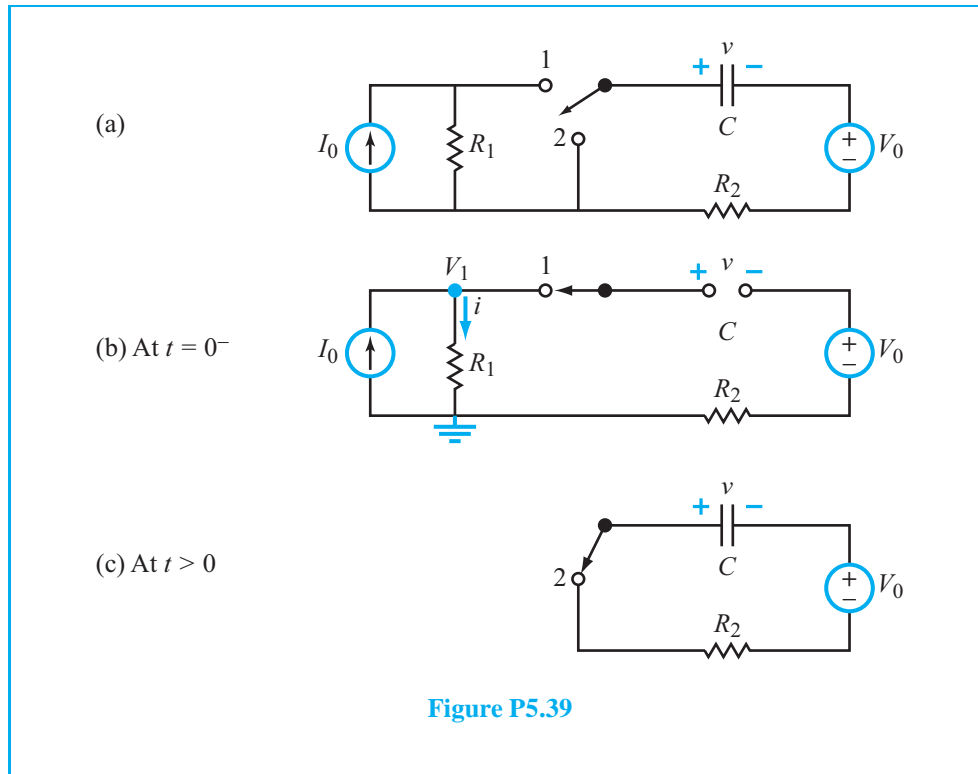 (a)
1
2
I₀
R₁
+ v −
C
R₂
+
−
V₀
(b) At t = 0⁻
V₁
i
1
I₀
R₁
+ v −
C
R₂
+
−
V₀
(c) At t > 0
2
+ v −
C
R₂
+
−
V₀
Figure P5.39